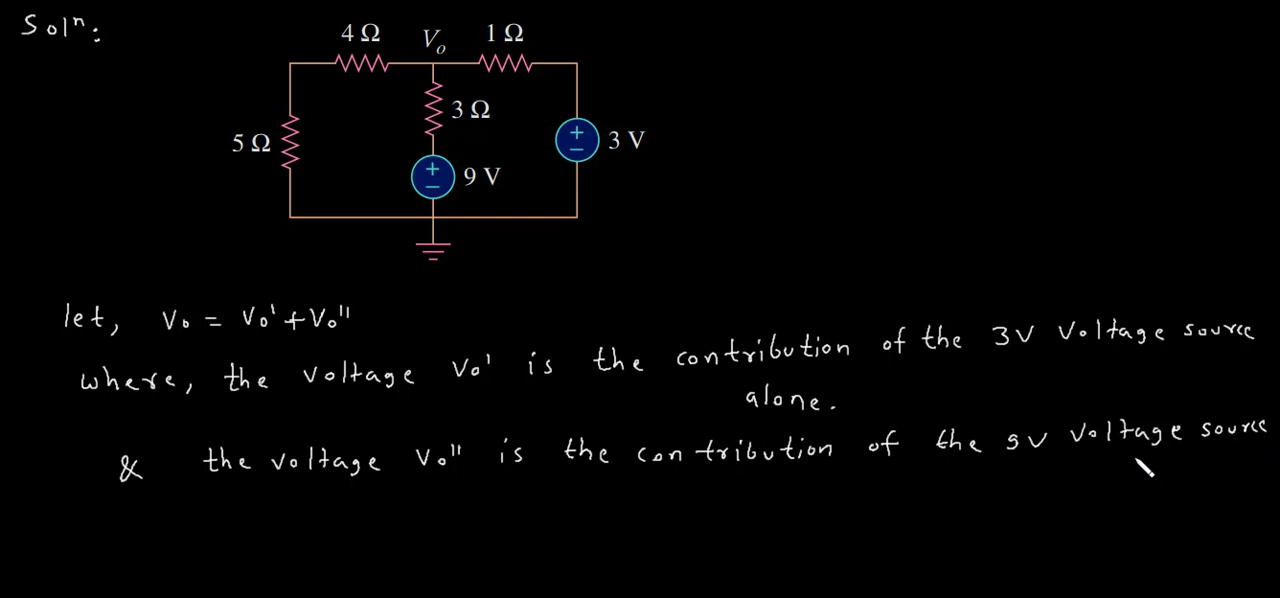 Solⁿ:
4 Ω Vₒ 1 Ω
3 Ω
5 Ω + − 3 V
+ − 9 V
let, Vo = Vo' + Vo''
where, the voltage Vo' is the contribution of the 3V Voltage source
alone.
& the voltage Vo'' is the contribution of the 9V Voltage source